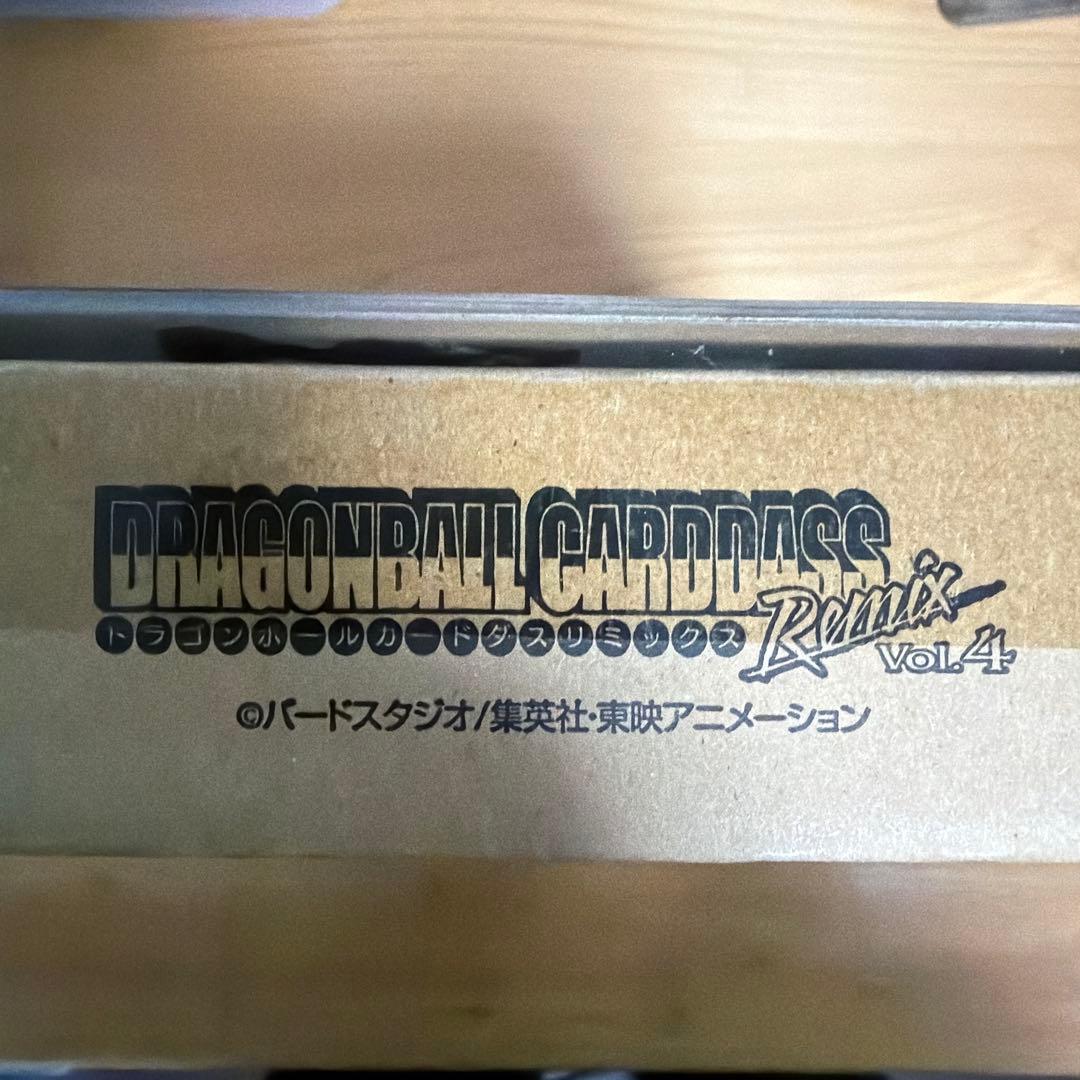 DRAGONBALL CARDDASS
Remix
ドラゴンボールカードダスリミックス
Vol.4
©バードスタジオ/集英社・東映アニメーション